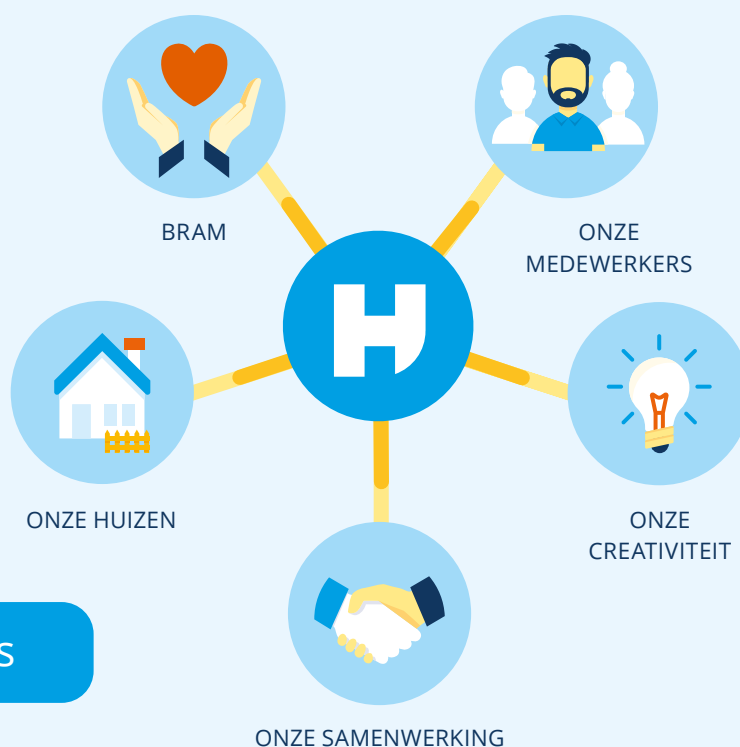 BRAM
ONZE
MEDEWERKERS
H
ONZE HUIZEN
ONZE
CREATIVITEIT
S
ONZE SAMENWERKING